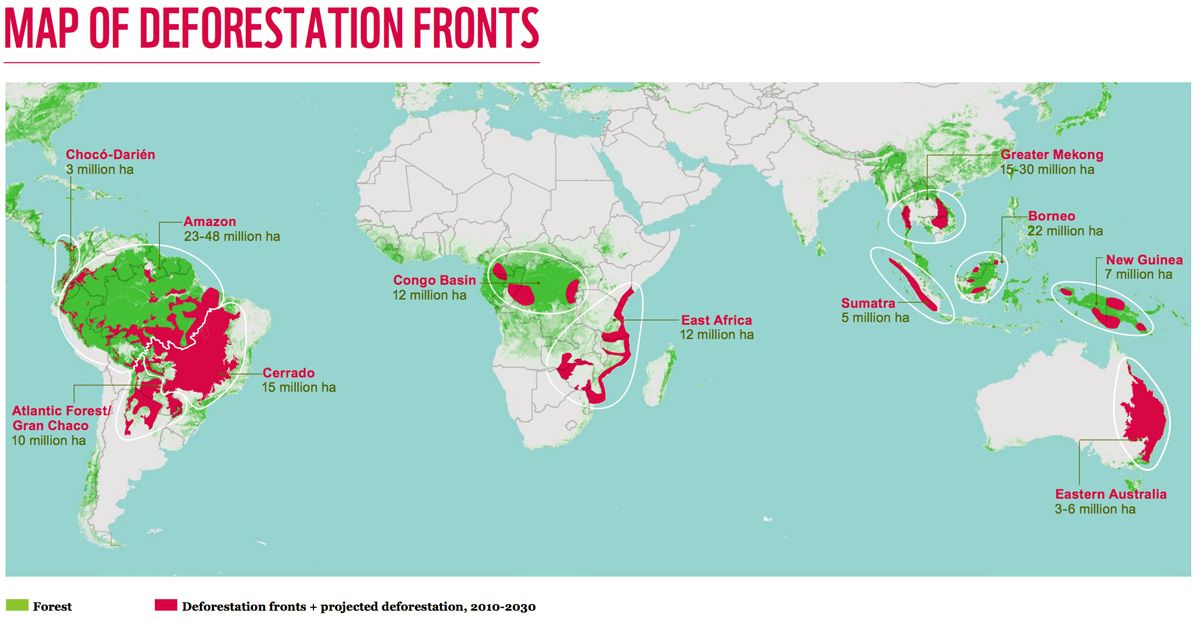 MAP OF DEFORESTATION FRONTS
Chocó-Darién
3 million ha
Amazon
23-48 million ha
Cerrado
15 million ha
Atlantic Forest/
Gran Chaco
10 million ha
Congo Basin
12 million ha
East Africa
12 million ha
Greater Mekong
15-30 million ha
Borneo
22 million ha
New Guinea
7 million ha
Sumatra
5 million ha
Eastern Australia
3-6 million ha
Forest
Deforestation fronts + projected deforestation, 2010-2030